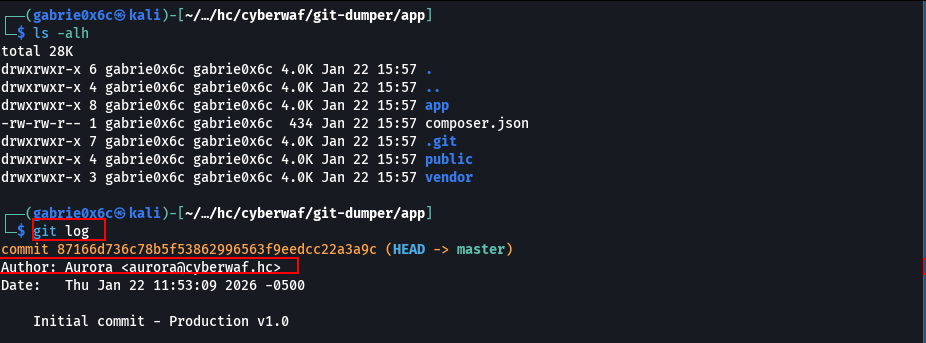 ┌──(gabrie0x6c㉿kali)-[~/…/hc/cyberwaf/git-dumper/app]
└─$ ls -alh
total 28K
drwxrwxr-x 6 gabrie0x6c gabrie0x6c 4.0K Jan 22 15:57 .
drwxrwxr-x 4 gabrie0x6c gabrie0x6c 4.0K Jan 22 15:57 ..
drwxrwxr-x 8 gabrie0x6c gabrie0x6c 4.0K Jan 22 15:57 app
-rw-rw-r-- 1 gabrie0x6c gabrie0x6c  434 Jan 22 15:57 composer.json
drwxrwxr-x 7 gabrie0x6c gabrie0x6c 4.0K Jan 22 15:57 .git
drwxrwxr-x 4 gabrie0x6c gabrie0x6c 4.0K Jan 22 15:57 public
drwxrwxr-x 3 gabrie0x6c gabrie0x6c 4.0K Jan 22 15:57 vendor
┌──(gabrie0x6c㉿kali)-[~/…/hc/cyberwaf/git-dumper/app]
└─$ git log
commit 87166d736c78b5f53862996563f9eedcc22a3a9c (HEAD -> master)
Author: Aurora <aurora@cyberwaf.hc>
Date:   Thu Jan 22 11:53:09 2026 -0500
    Initial commit - Production v1.0